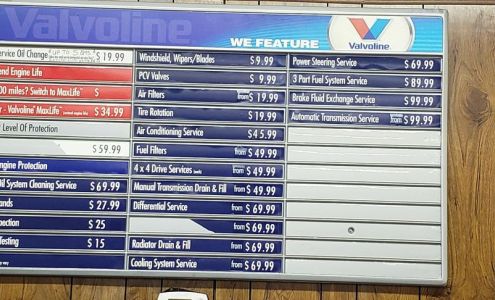 Valvoline
WE FEATURE
Valvoline
ervice Oil Change $19.99
end Engine Life
00 miles? Switch to MaxLife $
- Valvoline MaxLife $34.99
Level Of Protection
$59.99
ngine Protection
Oil System Cleaning Service $69.99
ands $27.99
pection $25
Testing $15
Windshield, Wipers/Blades $9.99
PCV Valves $9.99
Air Filters from $19.99
Tire Rotation $19.99
Air Conditioning Service $45.99
Fuel Filters from $49.99
4 x 4 Drive Services from $49.99
Manual Transmission Drain & Fill from $49.99
Differential Service from $69.99
from $69.99
Radiator Drain & Fill from $69.99
Cooling System Service from $69.99
Power Steering Service $69.99
3 Part Fuel System Service $89.99
Brake Fluid Exchange Service $99.99
Automatic Transmission Service from $99.99